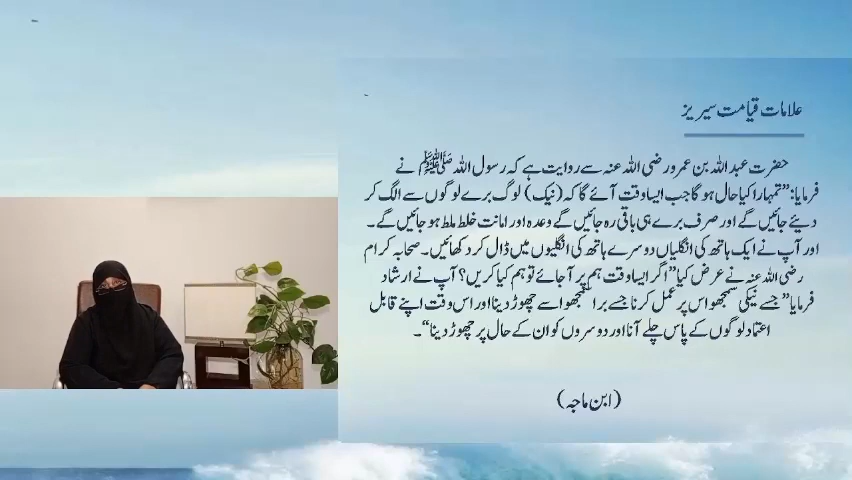 علامات قیامت سیریز
حضرت عبد اللہ بن عمرو رضی اللہ عنہ سے روایت ہے کہ رسول اللہ ﷺ نے
فرمایا: ”تمہارا کیا حال ہو گا جب ایسا وقت آئے گا کہ (نیک) لوگ برے لوگوں سے الگ کر
دیئے جائیں گے اور صرف برے ہی باقی رہ جائیں گے وعدہ اور امانت خلط ملط ہو جائیں گے۔
اور آپ نے ایک ہاتھ کی انگلیاں دوسرے ہاتھ کی انگلیوں میں ڈال کر دکھائیں۔ صحابہ کرام
رضی اللہ عنہ نے عرض کیا ”اگر ایسا وقت ہم پر آجائے تو ہم کیا کریں؟ آپ نے ارشاد
فرمایا ”جسے نیکی سمجھو اس پر عمل کرنا جسے برا سمجھو اسے چھوڑ دینا اور اس وقت اپنے قابل
اعتماد لوگوں کے پاس چلے آنا اور دوسروں کو ان کے حال پر چھوڑ دینا“۔
(ابن ماجہ)